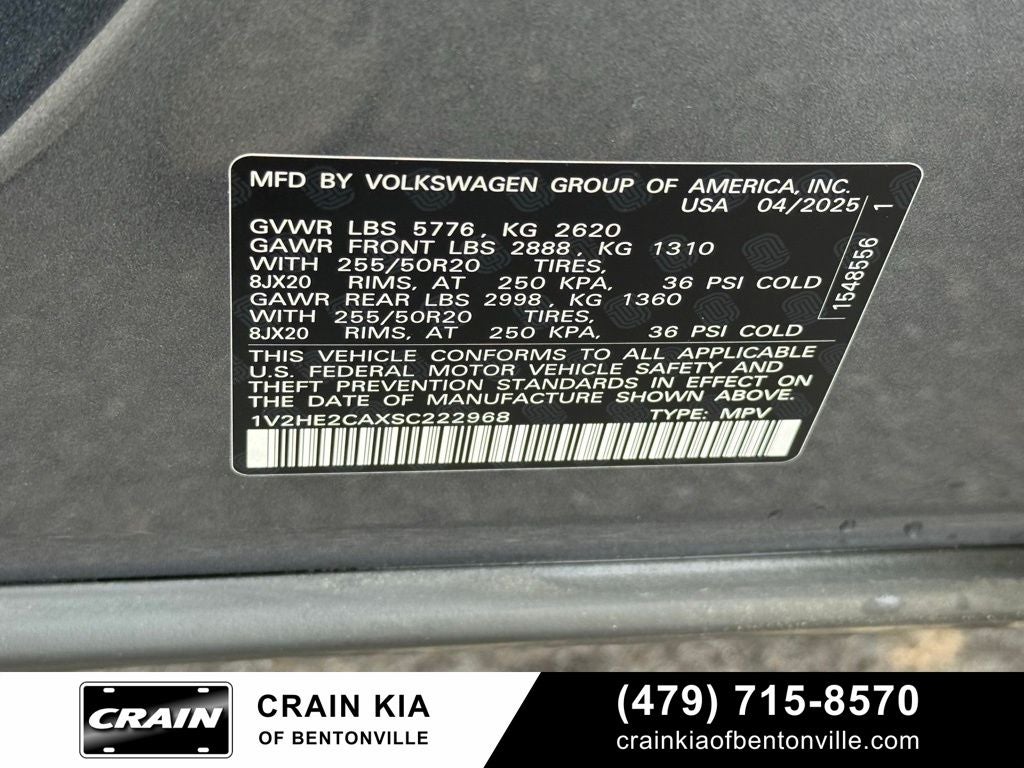 MFD BY VOLKSWAGEN GROUP OF AMERICA, INC.
USA 04/2025
GVWR LBS 5776, KG 2620
GAWR FRONT LBS 2888, KG 1310
WITH 255/50R20 TIRES,
8JX20 RIMS, AT 250 KPA, 36 PSI COLD
GAWR REAR LBS 2998, KG 1360
WITH 255/50R20 TIRES,
8JX20 RIMS, AT 250 KPA, 36 PSI COLD
1548556 1
THIS VEHICLE CONFORMS TO ALL APPLICABLE
U.S. FEDERAL MOTOR VEHICLE SAFETY AND
THEFT PREVENTION STANDARDS IN EFFECT ON
THE DATE OF MANUFACTURE SHOWN ABOVE.
1V2HE2CAXSC222968 TYPE: MPV
CRAIN
CRAIN KIA
OF BENTONVILLE
(479) 715-8570
crainkiaofbentonville.com